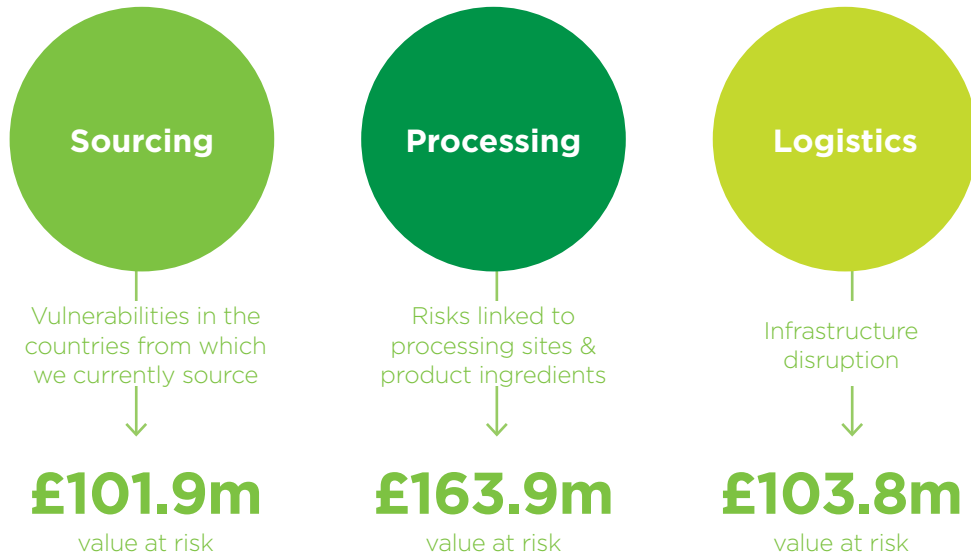 Sourcing
Vulnerabilities in the
countries from which
we currently source
£101.9m
value at risk
Processing
Risks linked to
processing sites &
product ingredients
£163.9m
value at risk
Logistics
Infrastructure
disruption
£103.8m
value at risk